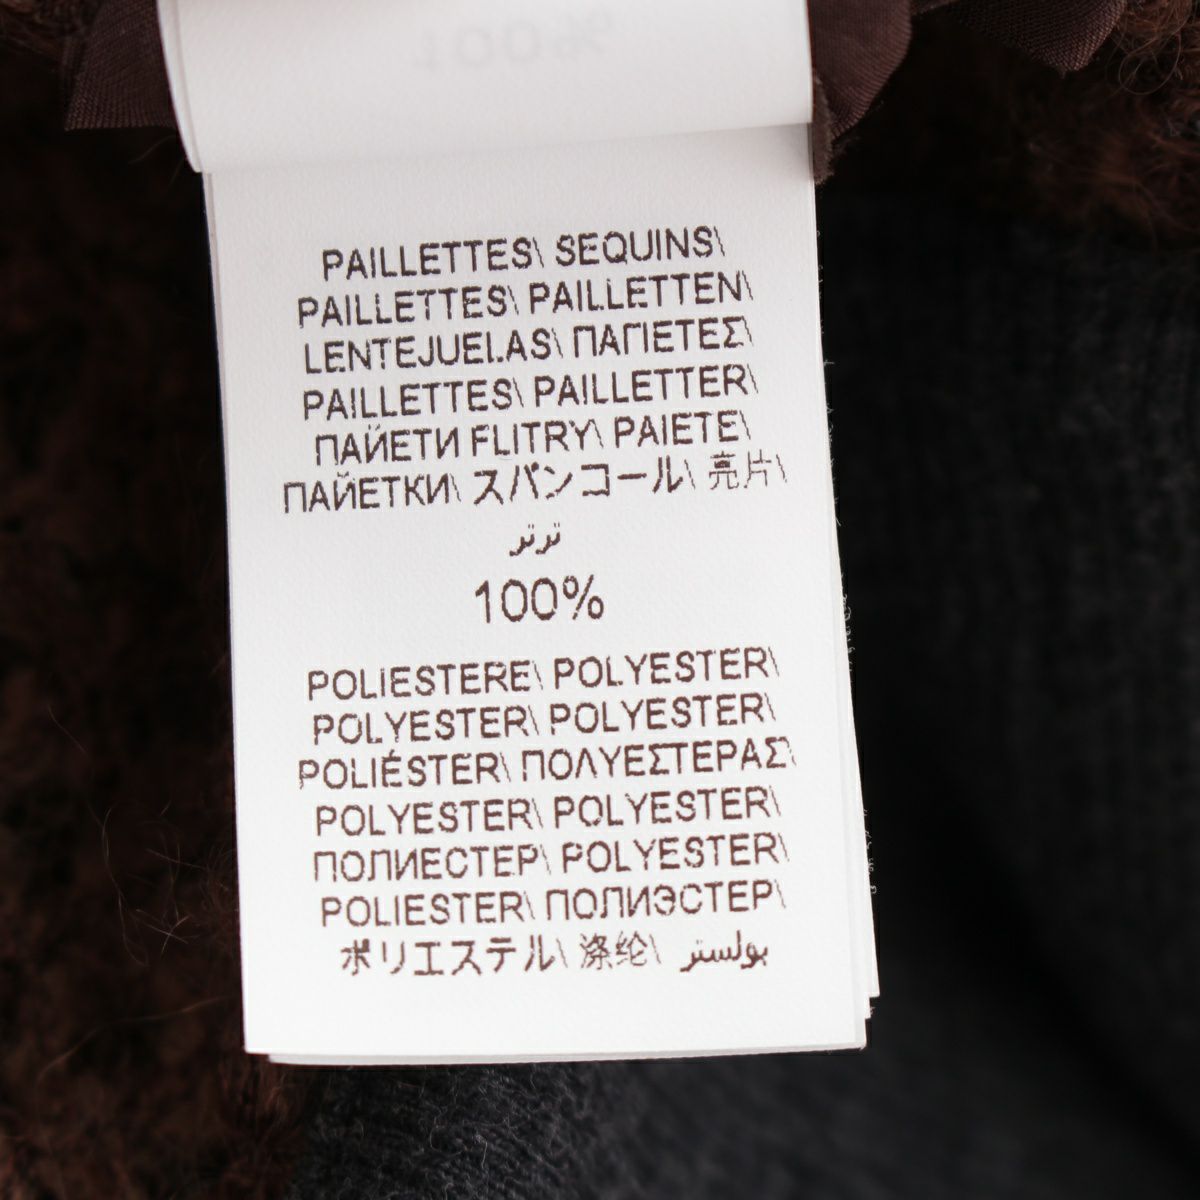 100%
PAILLETTES\ SEQUINS\
PAILLETTES\ PAILLETTEN\
LENTEJUELAS\ ΠΑΓΙΕΤΕΣ\
PAILLETTES\ PAILLETTER\
ПАЙЕТИ FLITRY\ PAIETE\
ПАЙЕТКИ\ スパンコール\ 亮片\
ترتر
100%
POLIESTERE\ POLYESTER\
POLYESTER\ POLYESTER\
POLIÉSTER\ ΠΟΛΥΕΣΤΕΡΑΣ\
POLYESTER\ POLYESTER\
ПОЛИЕСТЕР\ POLYESTER\
POLIESTER\ ПОЛИЭСТЕР\
ポリエステル\ 涤纶\ بولستر